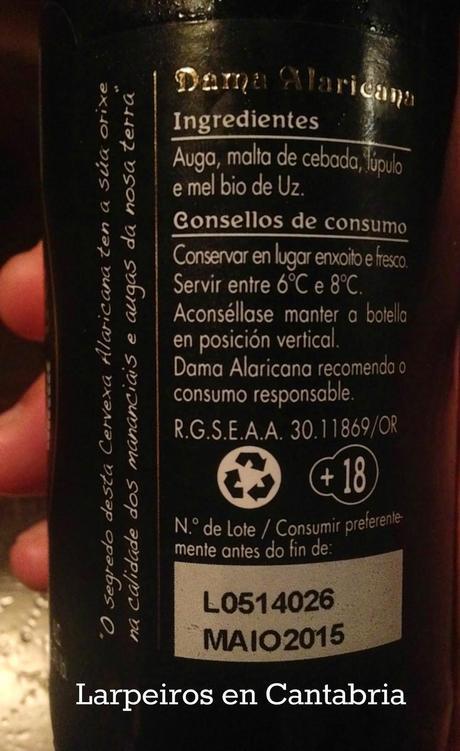 Dama Alaricana
Ingredientes
Auga, malta de cebada, lúpulo
e mel bio de Uz.
Consellos de consumo
Conservar en lugar enxoito e fresco.
Servir entre 6ºC e 8ºC.
Aconséllase manter a botella
en posición vertical.
Dama Alaricana recomenda o
consumo responsable.
R.G.S.E.A.A. 30.11869/OR
+18
N.º de Lote / Consumir preferente-
mente antes do fin de:
L0514026
MAIO2015
"O segredo desta Cervexa Alaricana ten a súa orixe
na calidade dos mananciais e augas da nosa terra"
Larpeiros en Cantabria